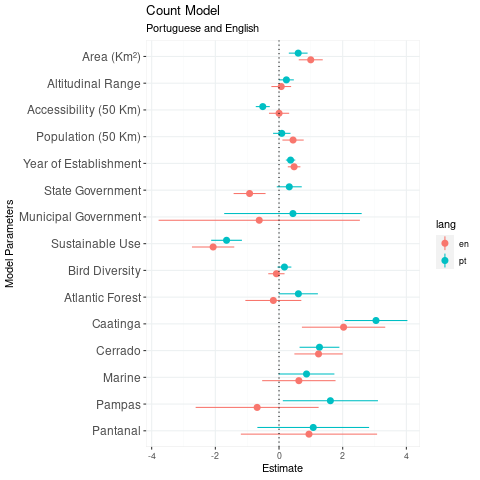 Count Model
Portuguese and English
Model Parameters
Area (Km²)
Altitudinal Range
Accessibility (50 Km)
Population (50 Km)
Year of Establishment
State Government
Municipal Government
Sustainable Use
Bird Diversity
Atlantic Forest
Caatinga
Cerrado
Marine
Pampas
Pantanal
-4 -2 0 2 4
Estimate
lang
en
pt